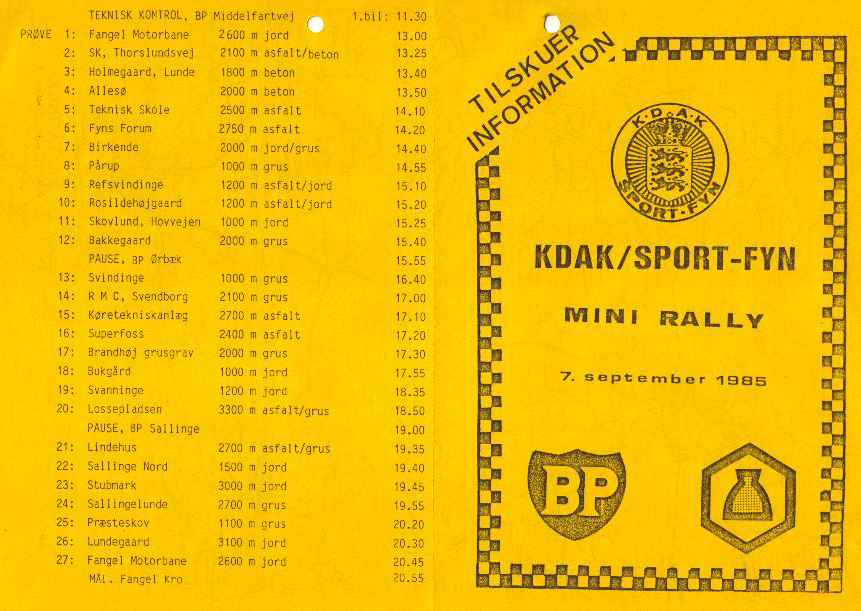 TEKNISK KONTROL, BP Middelfartvej 1.bil: 11.30
PRØVE 1: Fangel Motorbane 2600 m jord 13.00
2: SK, Thorslundsvej 2100 m asfalt/beton 13.25
3: Holmegaard, Lunde 1800 m beton 13.40
4: Allesø 2000 m beton 13.50
5: Teknisk Skole 2500 m asfalt 14.10
6: Fyns Forum 2750 m asfalt 14.20
7: Birkende 2000 m jord/grus 14.40
8: Pårup 1000 m grus 14.55
9: Refsvindinge 1200 m asfalt/jord 15.10
10: Rosildehøjgaard 1200 m asfalt/jord 15.20
11: Skovlund, Hovvejen 1000 m jord 15.25
12: Bakkegaard 2000 m grus 15.40
PAUSE, BP Ørbæk 15.55
13: Svindinge 1000 m grus 16.40
14: R M C, Svendborg 2100 m grus 17.00
15: Køretekniskanlæg 2700 m asfalt 17.10
16: Superfoss 2400 m asfalt 17.20
17: Brandhøj grusgrav 2000 m grus 17.30
18: Bukgård 1000 m jord 17.55
19: Svanninge 1200 m jord 18.35
20: Lossepladsen 3300 m asfalt/grus 18.50
PAUSE, BP Sallinge 19.00
21: Lindehus 2700 m asfalt/grus 19.35
22: Sallinge Nord 1500 m jord 19.40
23: Stubmark 3000 m jord 19.45
24: Sallingelunde 2700 m grus 19.55
25: Præsteskov 1100 m grus 20.20
26: Lundegaard 3100 m jord 20.30
27: Fangel Motorbane 2600 m jord 20.45
MÅL. Fangel Kro 20.55
TILSKUER
INFORMATION
K.D.A.K
SPORT-FYN
KDAK/SPORT-FYN
MINI RALLY
7. september 1985
BP